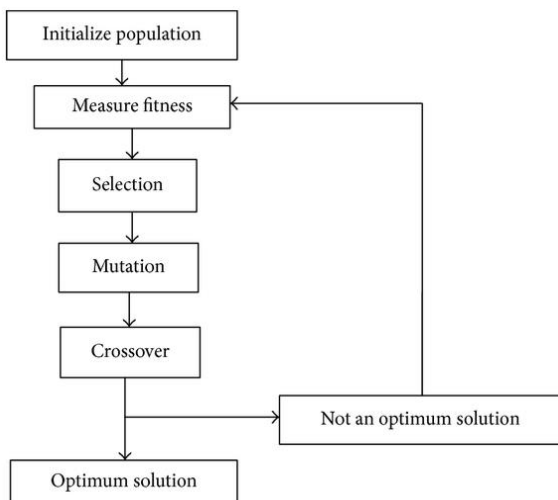 Initialize population
Measure fitness
Selection
Mutation
Crossover
Not an optimum solution
Optimum solution